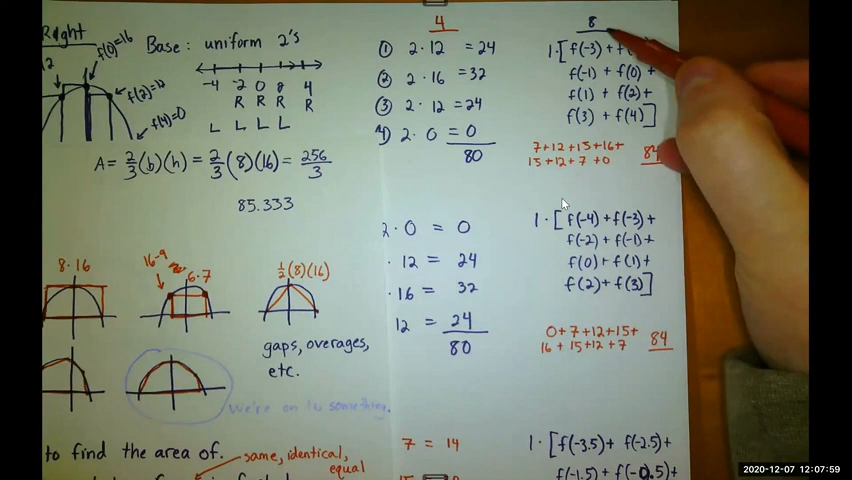 Right
f(0)=16
12
f(2)=12
f(4)=0
Base: uniform 2's
-4 -2 0 2 4
R R R R
L L L L
A = 2/3 (b)(h) = 2/3 (8)(16) = 256/3
85.333
8·16
16-9
6·7
1/2(8)(16)
gaps, overages,
etc.
We're on to something.
to find the area of.
same, identical,
equal
4
① 2·12 = 24
② 2·16 = 32
③ 2·12 = 24
4) 2·0 = 0
80
2·0 = 0
·12 = 24
·16 = 32
12 = 24
80
7 = 14
8
1·[f(-3) +
f(-1) + f(0) +
f(1) + f(2) +
f(3) + f(4)]
7+12+15+16+
15+12+7+0
84
1·[f(-4) + f(-3) +
f(-2) + f(-1) +
f(0) + f(1) +
f(2) + f(3)]
0+7+12+15+
16+15+12+7
84
1·[f(-3.5) + f(-2.5) +
f(-1.5) + f(-0.5) +
2020-12-07 12:07:59